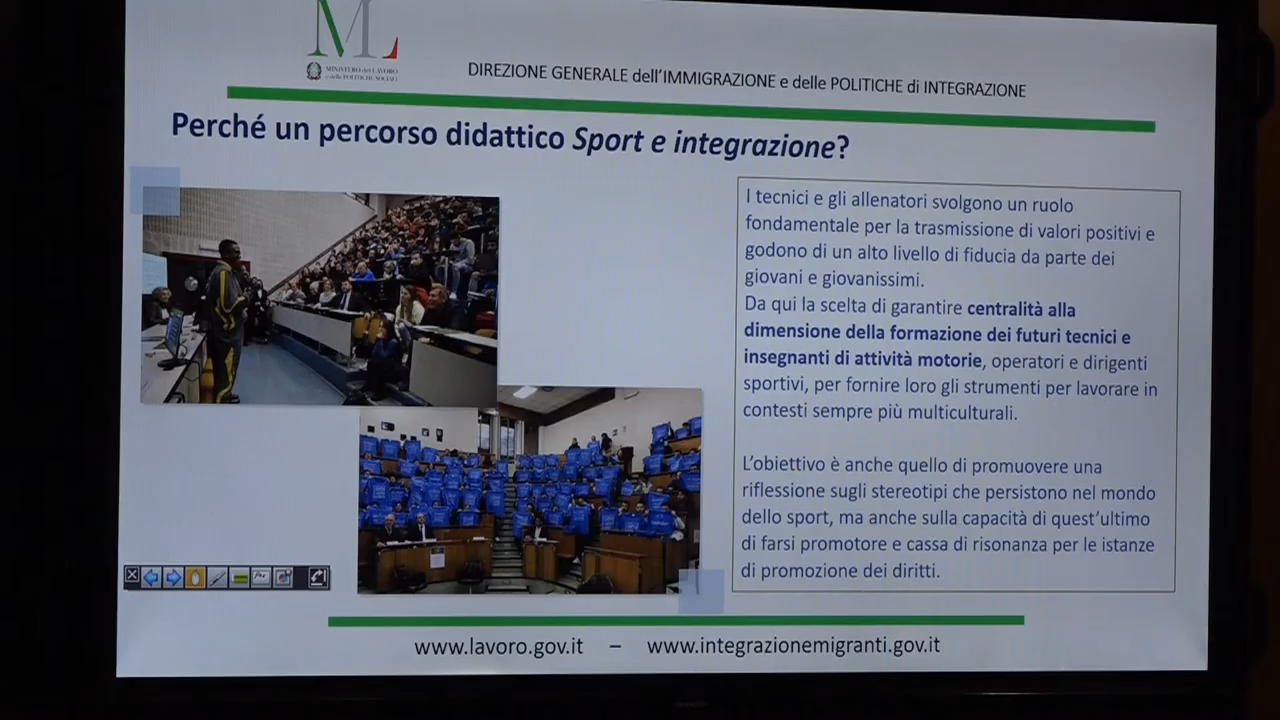 ML
MINISTERO del LAVORO
e delle POLITICHE SOCIALI
DIREZIONE GENERALE dell'IMMIGRAZIONE e delle POLITICHE di INTEGRAZIONE
Perché un percorso didattico Sport e integrazione?
I tecnici e gli allenatori svolgono un ruolo
fondamentale per la trasmissione di valori positivi e
godono di un alto livello di fiducia da parte dei
giovani e giovanissimi.
Da qui la scelta di garantire centralità alla
dimensione della formazione dei futuri tecnici e
insegnanti di attività motorie, operatori e dirigenti
sportivi, per fornire loro gli strumenti per lavorare in
contesti sempre più multiculturali.
L'obiettivo è anche quello di promuovere una
riflessione sugli stereotipi che persistono nel mondo
dello sport, ma anche sulla capacità di quest'ultimo
di farsi promotore e cassa di risonanza per le istanze
di promozione dei diritti.
www.lavoro.gov.it – www.integrazionemigranti.gov.it